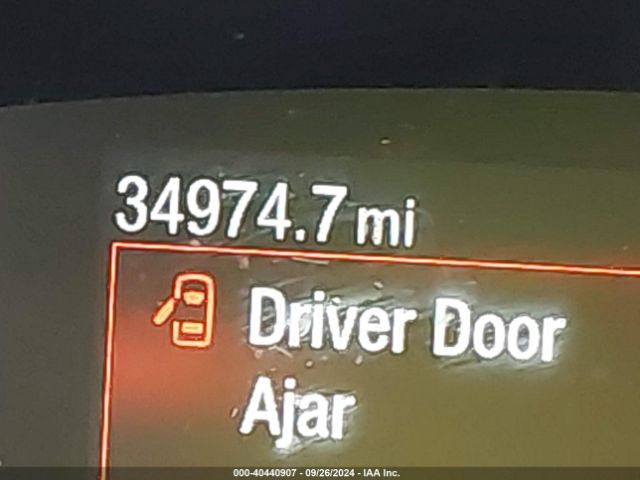 34974.7 mi
Driver Door
Ajar
000-40440907 - 09/26/2024 - IAA Inc.